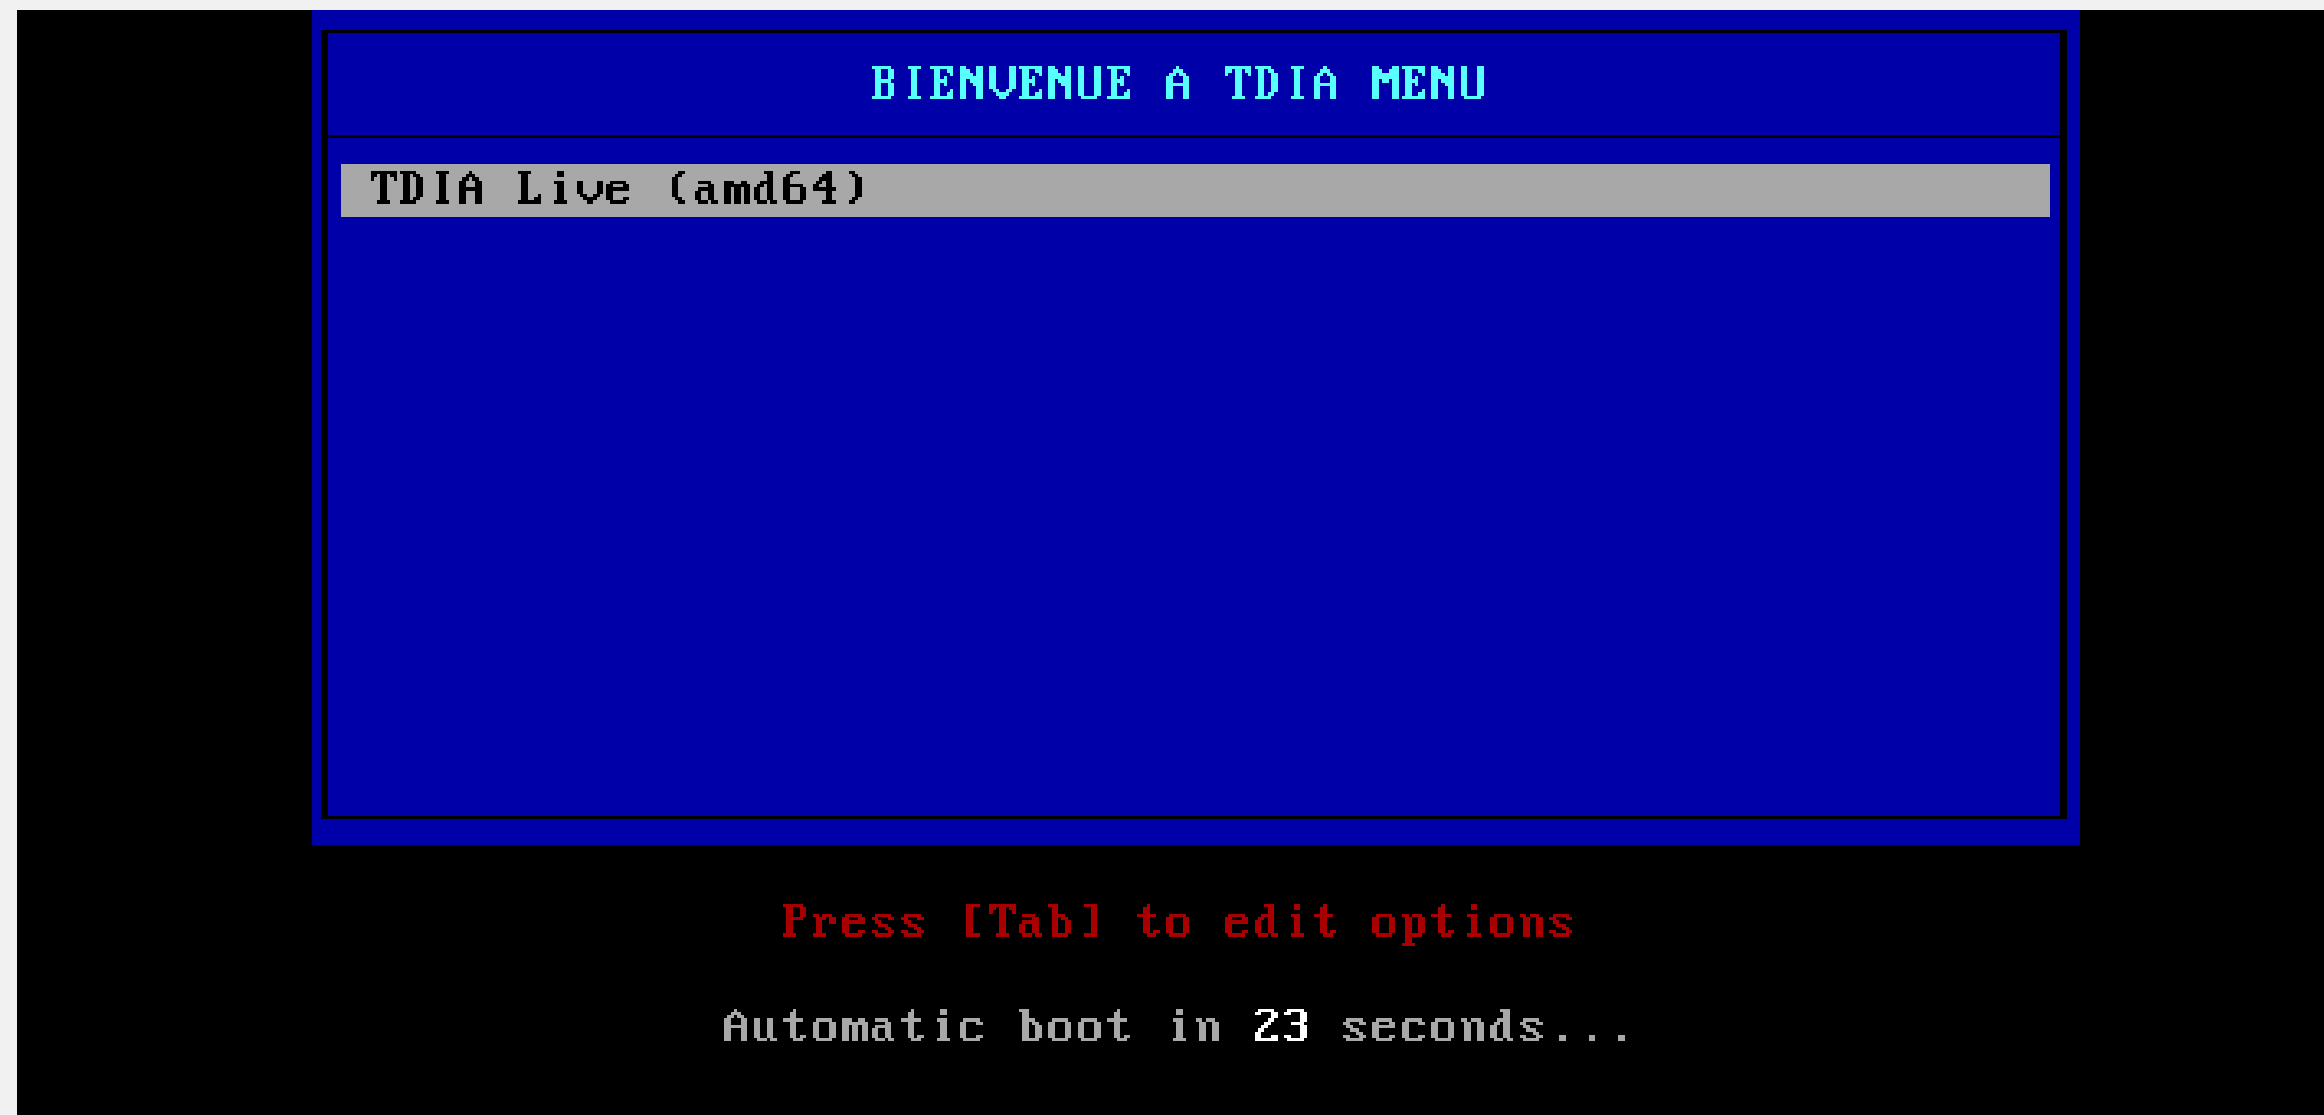 BIENVENUE A TDIA MENU
TDIA Live (amd64)
Press [Tab] to edit options
Automatic boot in 23 seconds...